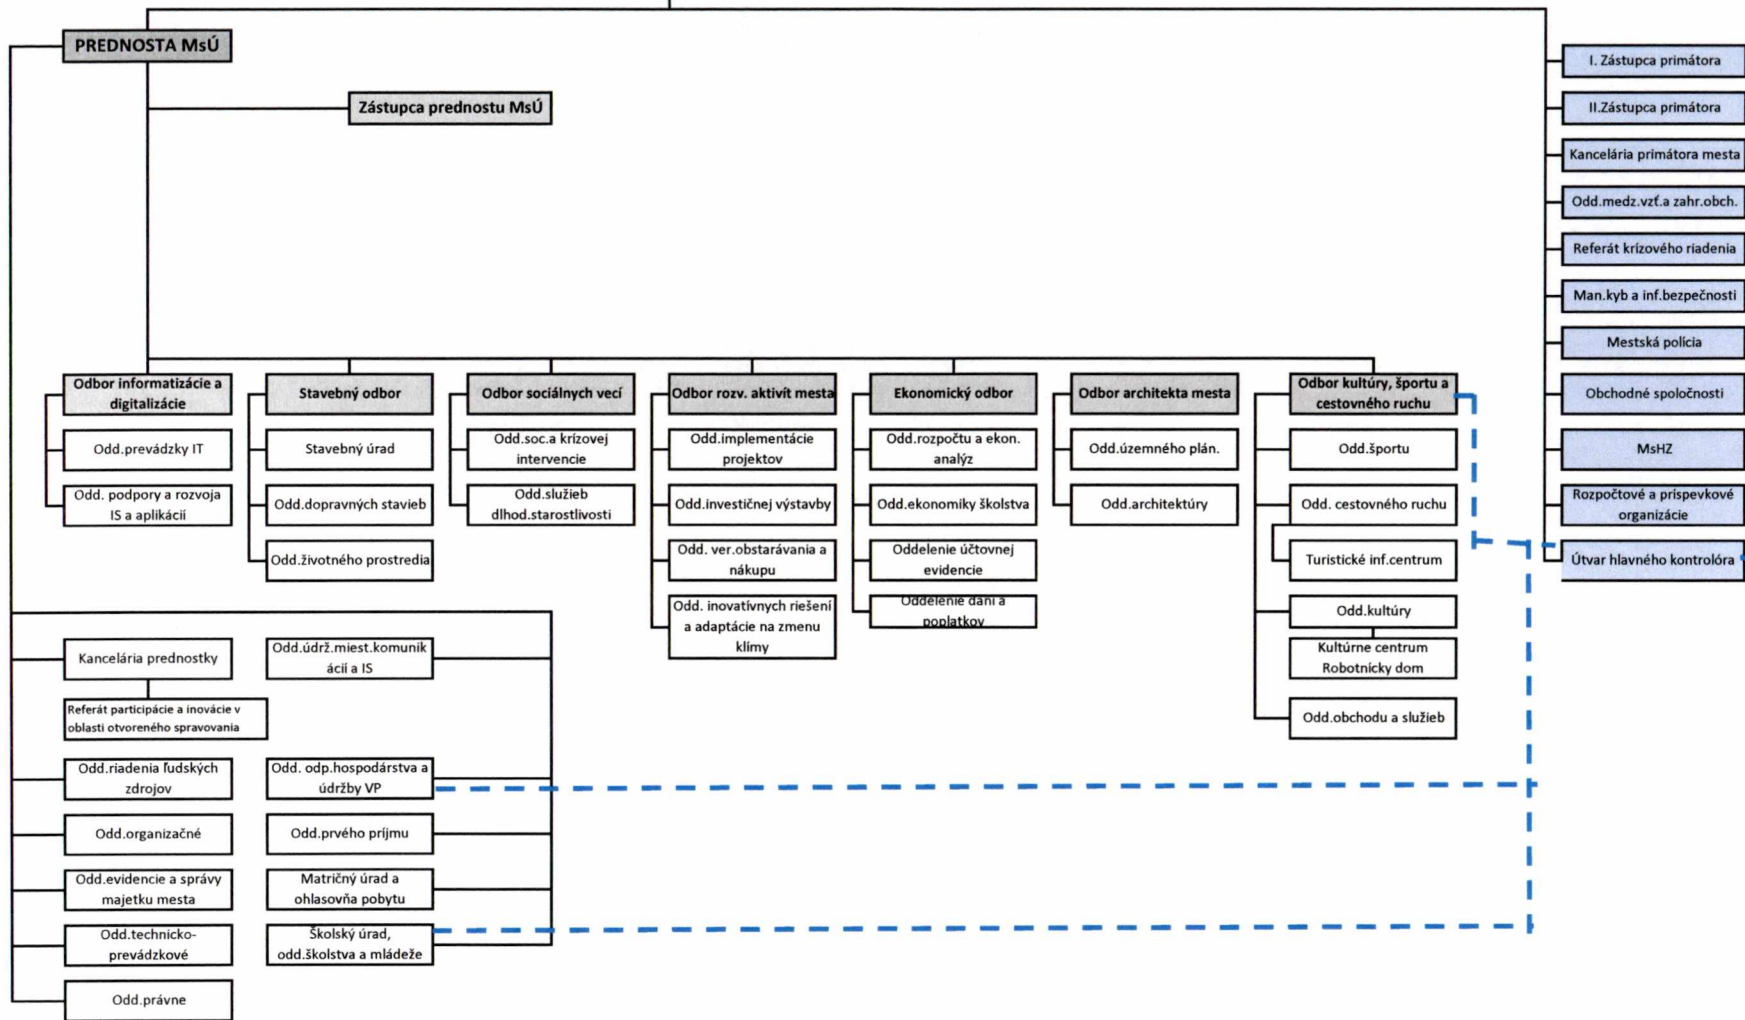 PREDNOSTA MsÚ
Zástupca prednostu MsÚ
I. Zástupca primátora
II.Zástupca primátora
Kancelária primátora mesta
Odd.medz.vzť.a zahr.obch.
Referát krízového riadenia
Man.kyb a inf.bezpečnosti
Mestská polícia
Obchodné spoločnosti
MsHZ
Rozpočtové a príspevkové
organizácie
Útvar hlavného kontrolóra
Odbor informatizácie a
digitalizácie
Odd.prevádzky IT
Odd. podpory a rozvoja
IS a aplikácií
Stavebný odbor
Stavebný úrad
Odd.dopravných stavieb
Odd.životného prostredia
Odbor sociálnych vecí
Odd.soc.a krízovej
intervencie
Odd.služieb
dlhod.starostlivosti
Odbor rozv. aktivít mesta
Odd.implementácie
projektov
Odd.investičnej výstavby
Odd. ver.obstarávania a
nákupu
Odd. inovatívnych riešení
a adaptácie na zmenu
klímy
Ekonomický odbor
Odd.rozpočtu a ekon.
analýz
Odd.ekonomiky školstva
Oddelenie účtovnej
evidencie
Oddelenie daní a
poplatkov
Odbor architekta mesta
Odd.územného plán.
Odd.architektúry
Odbor kultúry, športu a
cestovného ruchu
Odd.športu
Odd. cestovného ruchu
Turistické inf.centrum
Odd.kultúry
Kultúrne centrum
Robotnícky dom
Odd.obchodu a služieb
Kancelária prednostky
Referát participácie a inovácie v
oblasti otvoreného spravovania
Odd.riadenia ľudských
zdrojov
Odd.organizačné
Odd.evidencie a správy
majetku mesta
Odd.technicko-
prevádzkové
Odd.právne
Odd.údrž.miest.komunik
ácií a IS
Odd. odp.hospodárstva a
údržby VP
Odd.prvého príjmu
Matričný úrad a
ohlasovňa pobytu
Školský úrad,
odd.školstva a mládeže